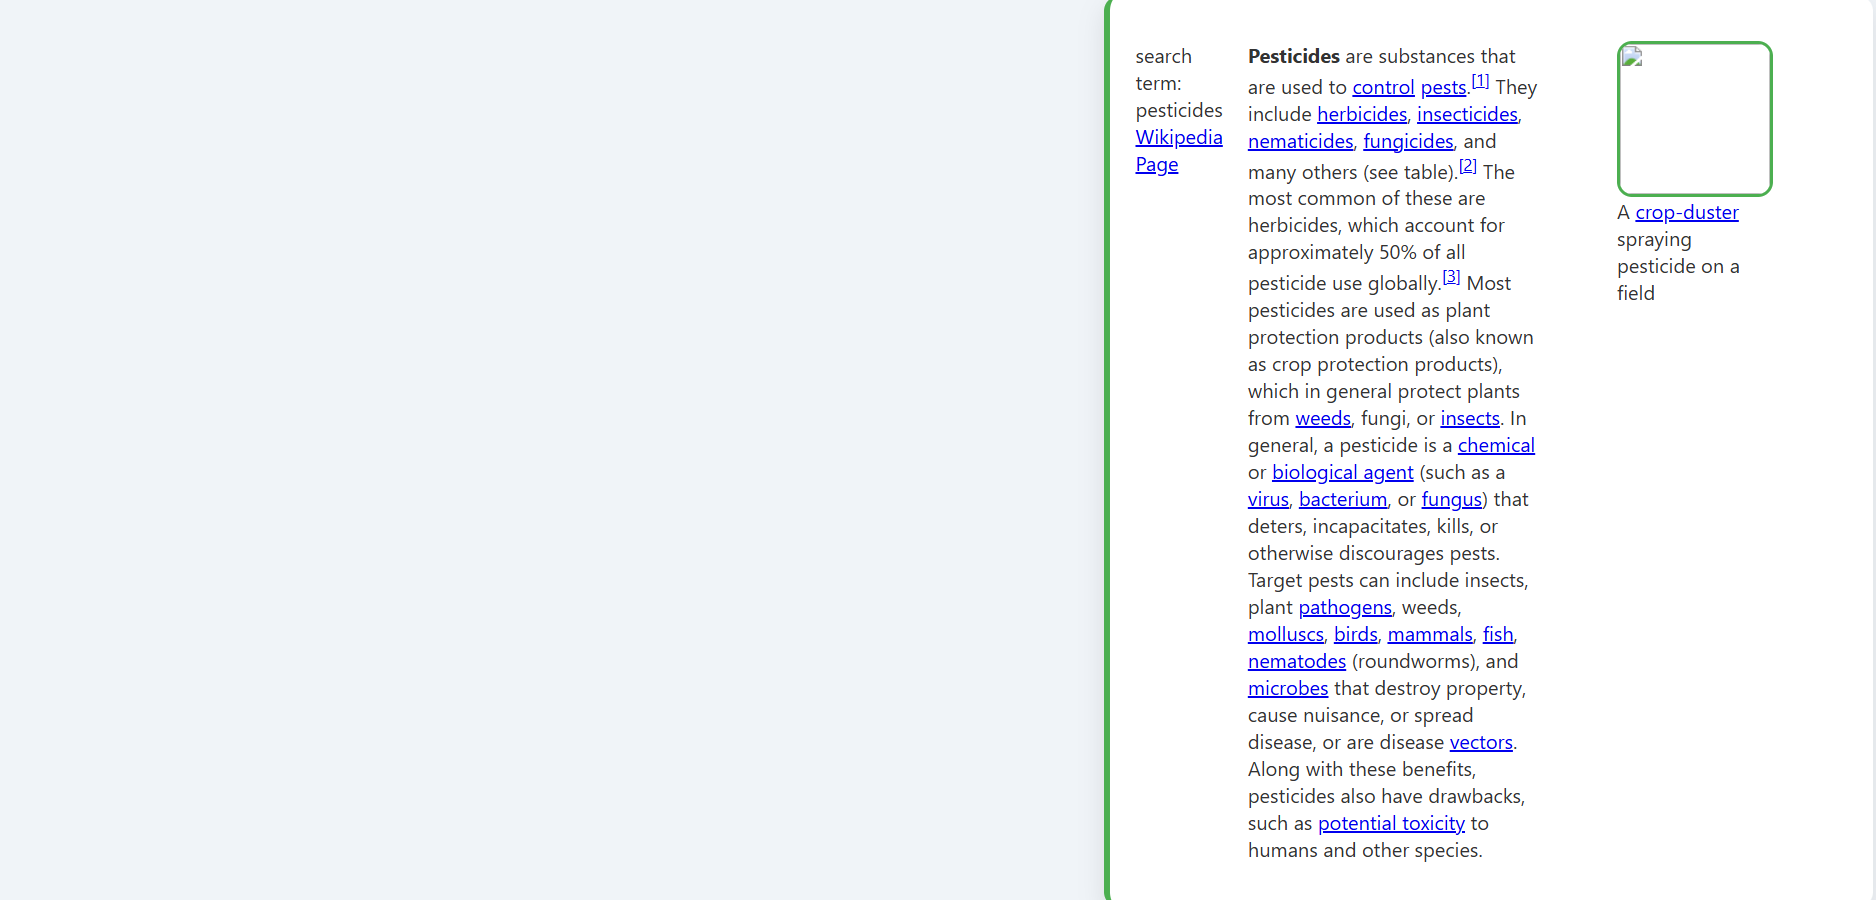 search
term:
pesticides
Wikipedia
Page
Pesticides are substances that
are used to control pests.[1] They
include herbicides, insecticides,
nematicides, fungicides, and
many others (see table).[2] The
most common of these are
herbicides, which account for
approximately 50% of all
pesticide use globally.[3] Most
pesticides are used as plant
protection products (also known
as crop protection products),
which in general protect plants
from weeds, fungi, or insects. In
general, a pesticide is a chemical
or biological agent (such as a
virus, bacterium, or fungus) that
deters, incapacitates, kills, or
otherwise discourages pests.
Target pests can include insects,
plant pathogens, weeds,
molluscs, birds, mammals, fish,
nematodes (roundworms), and
microbes that destroy property,
cause nuisance, or spread
disease, or are disease vectors.
Along with these benefits,
pesticides also have drawbacks,
such as potential toxicity to
humans and other species.
A crop-duster
spraying
pesticide on a
field